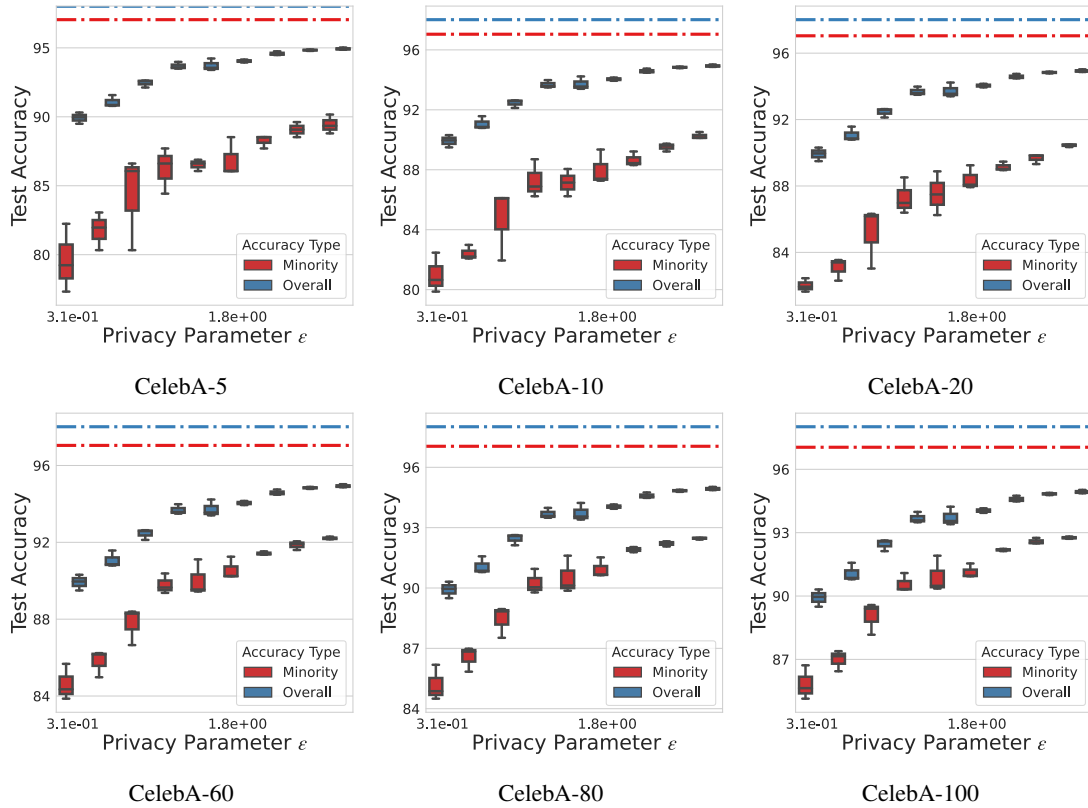 95
90
85
80
Test Accuracy
Accuracy Type
Minority
Overall
3.1e-01
1.8e+00
Privacy Parameter ε
CelebA-5
96
92
88
84
80
Test Accuracy
Accuracy Type
Minority
Overall
3.1e-01
1.8e+00
Privacy Parameter ε
CelebA-10
96
92
88
84
Test Accuracy
Accuracy Type
Minority
Overall
3.1e-01
1.8e+00
Privacy Parameter ε
CelebA-20
96
92
88
84
Test Accuracy
Accuracy Type
Minority
Overall
3.1e-01
1.8e+00
Privacy Parameter ε
CelebA-60
96
93
90
87
84
Test Accuracy
Accuracy Type
Minority
Overall
3.1e-01
1.8e+00
Privacy Parameter ε
CelebA-80
96
93
90
87
Test Accuracy
Accuracy Type
Minority
Overall
3.1e-01
1.8e+00
Privacy Parameter ε
CelebA-100